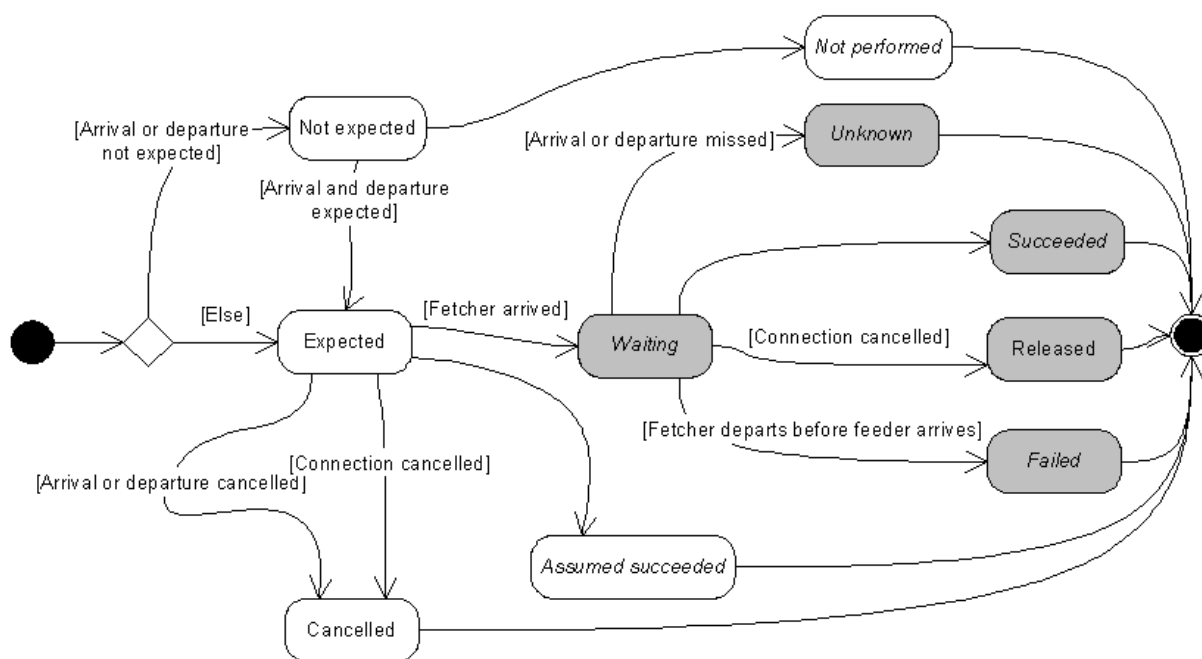 Not performed
[Arrival or departure
not expected]
Not expected
[Arrival or departure missed]
Unknown
[Arrival and departure
expected]
Succeeded
[Else]
Expected
[Fetcher arrived]
Waiting
[Connection cancelled]
Released
[Fetcher departs before feeder arrives]
Failed
[Connection cancelled]
[Arrival or departure cancelled]
Assumed succeeded
Cancelled